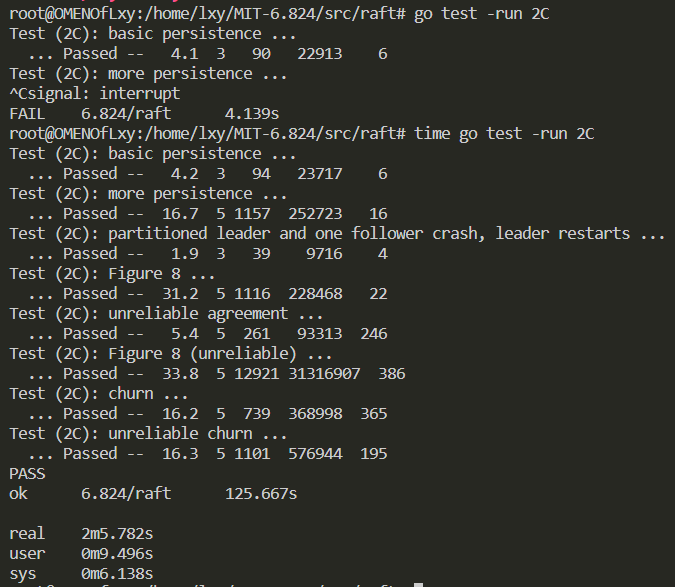 root@OMENOfLxy:/home/lxy/MIT-6.824/src/raft# go test -run 2C
Test (2C): basic persistence ...
  ... Passed --   4.1  3   90   22913    6
Test (2C): more persistence ...
^Csignal: interrupt
FAIL    6.824/raft      4.139s
root@OMENOfLxy:/home/lxy/MIT-6.824/src/raft# time go test -run 2C
Test (2C): basic persistence ...
  ... Passed --   4.2  3   94   23717    6
Test (2C): more persistence ...
  ... Passed --  16.7  5 1157  252723   16
Test (2C): partitioned leader and one follower crash, leader restarts ...
  ... Passed --   1.9  3   39    9716    4
Test (2C): Figure 8 ...
  ... Passed --  31.2  5 1116  228468   22
Test (2C): unreliable agreement ...
  ... Passed --   5.4  5  261   93313  246
Test (2C): Figure 8 (unreliable) ...
  ... Passed --  33.8  5 12921 31316907  386
Test (2C): churn ...
  ... Passed --  16.2  5  739  368998  365
Test (2C): unreliable churn ...
  ... Passed --  16.3  5 1101  576944  195
PASS
ok      6.824/raft      125.667s
real    2m5.782s
user    0m9.496s
sys     0m6.138s